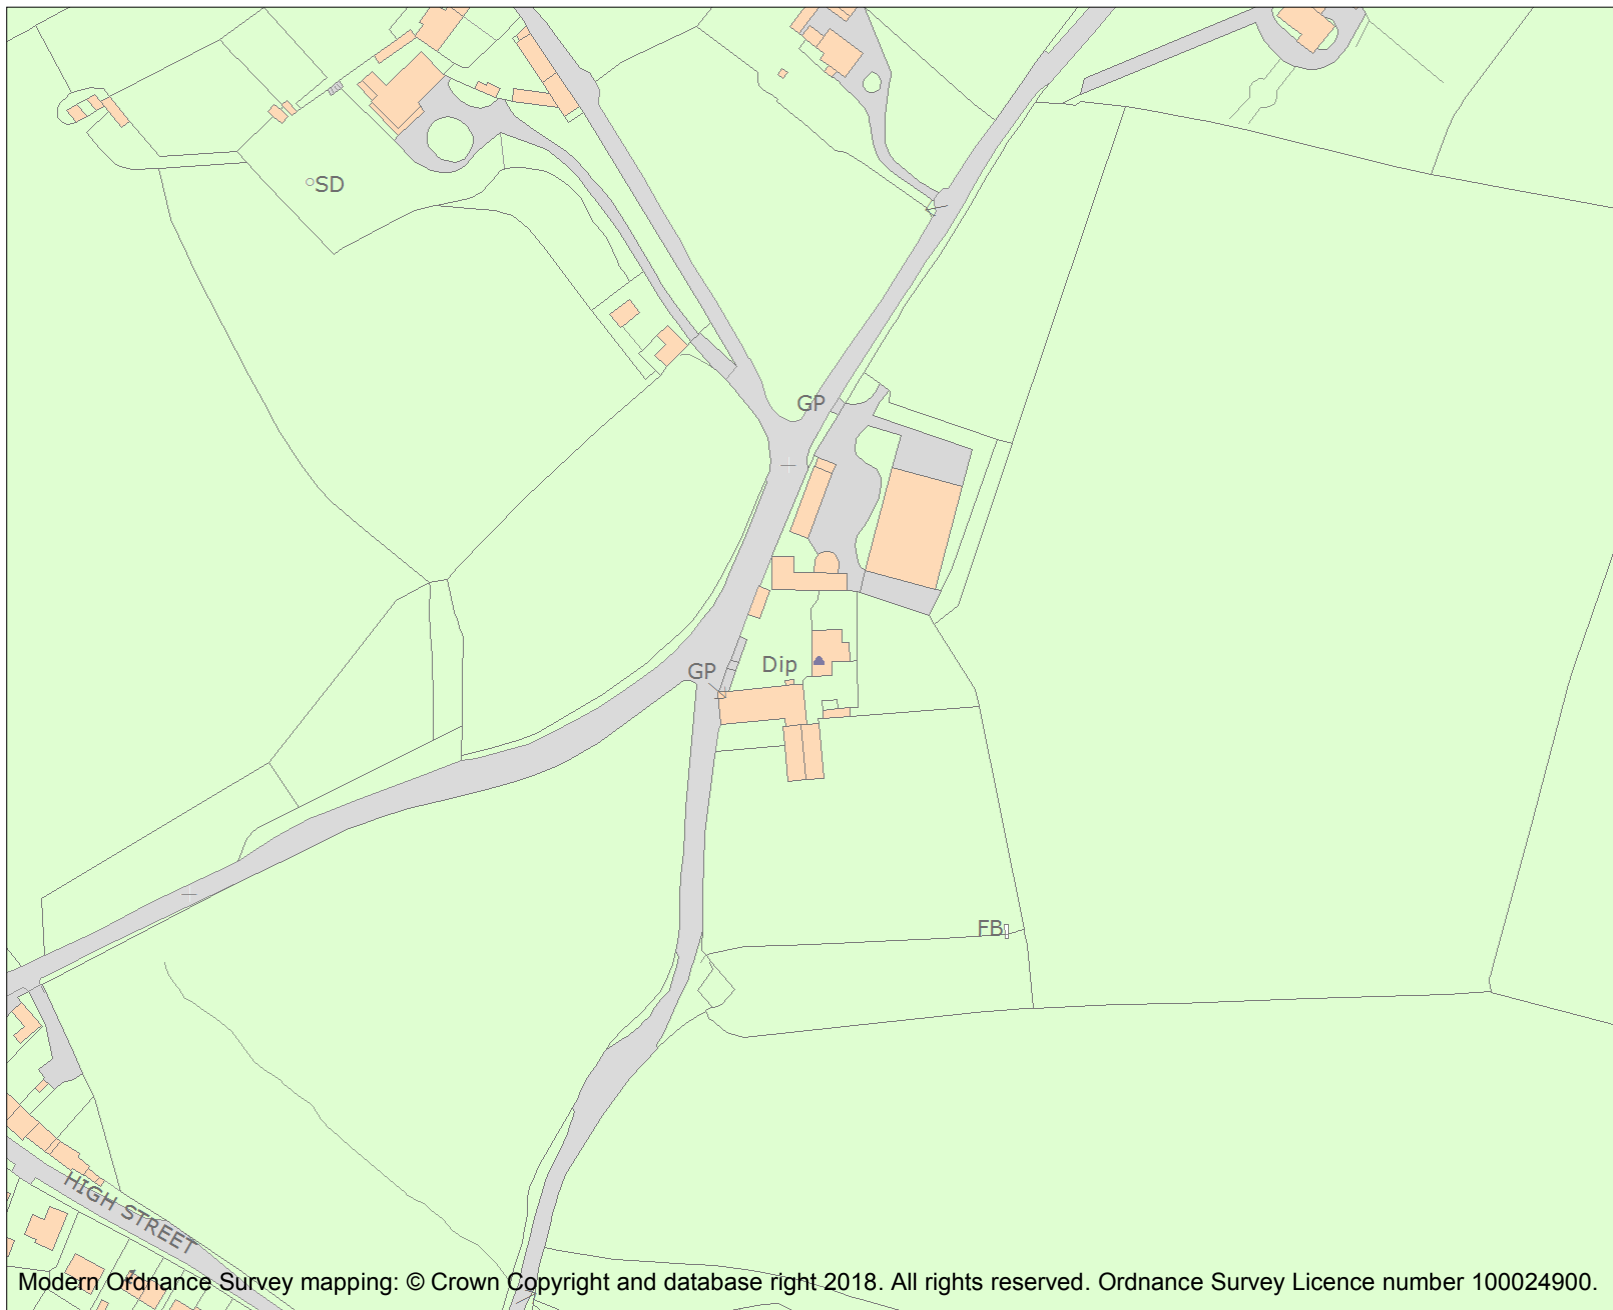 SD
GP
GP
Dip
FB
HIGH STREET
Modern Ordnance Survey mapping: © Crown Copyright and database right 2018. All rights reserved. Ordnance Survey Licence number 100024900.